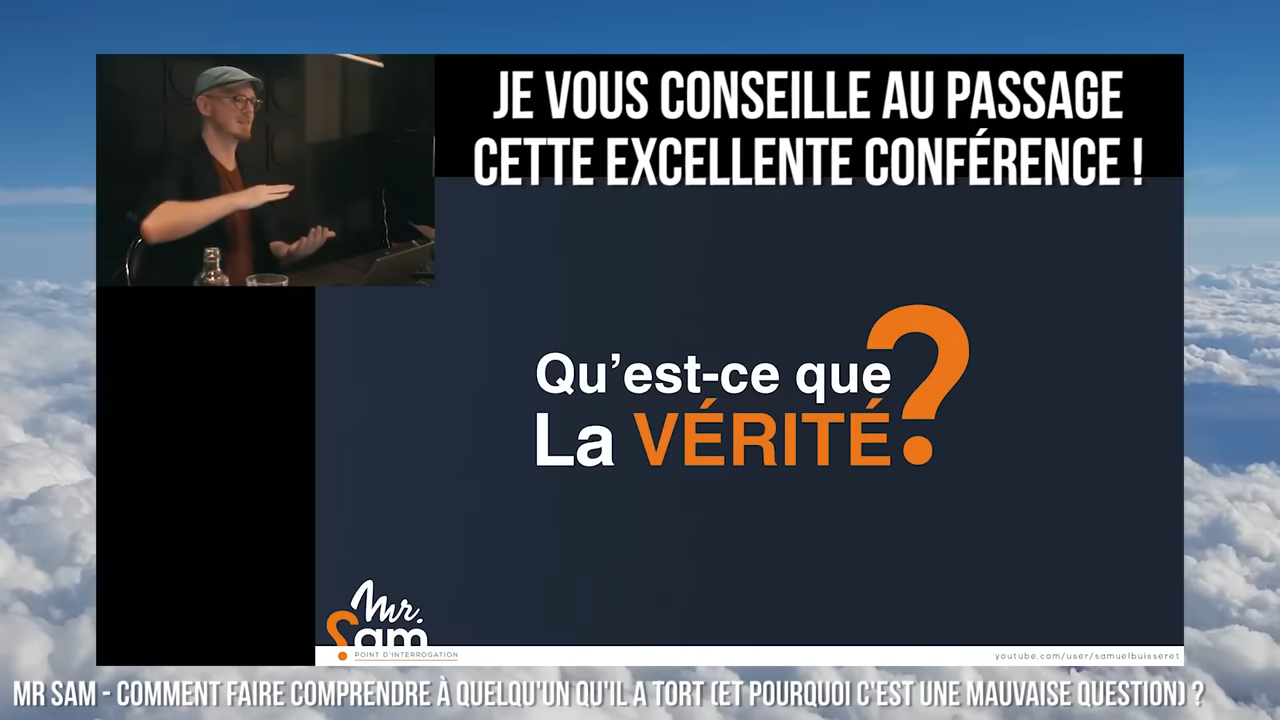 JE VOUS CONSEILLE AU PASSAGE
CETTE EXCELLENTE CONFÉRENCE !
Qu'est-ce que
La VÉRITÉ ?
Mr.
Sam
POINT D'INTERROGATION
youtube.com/user/samuelbuisseret
MR SAM - COMMENT FAIRE COMPRENDRE À QUELQU'UN QU'IL A TORT (ET POURQUOI C'EST UNE MAUVAISE QUESTION) ?